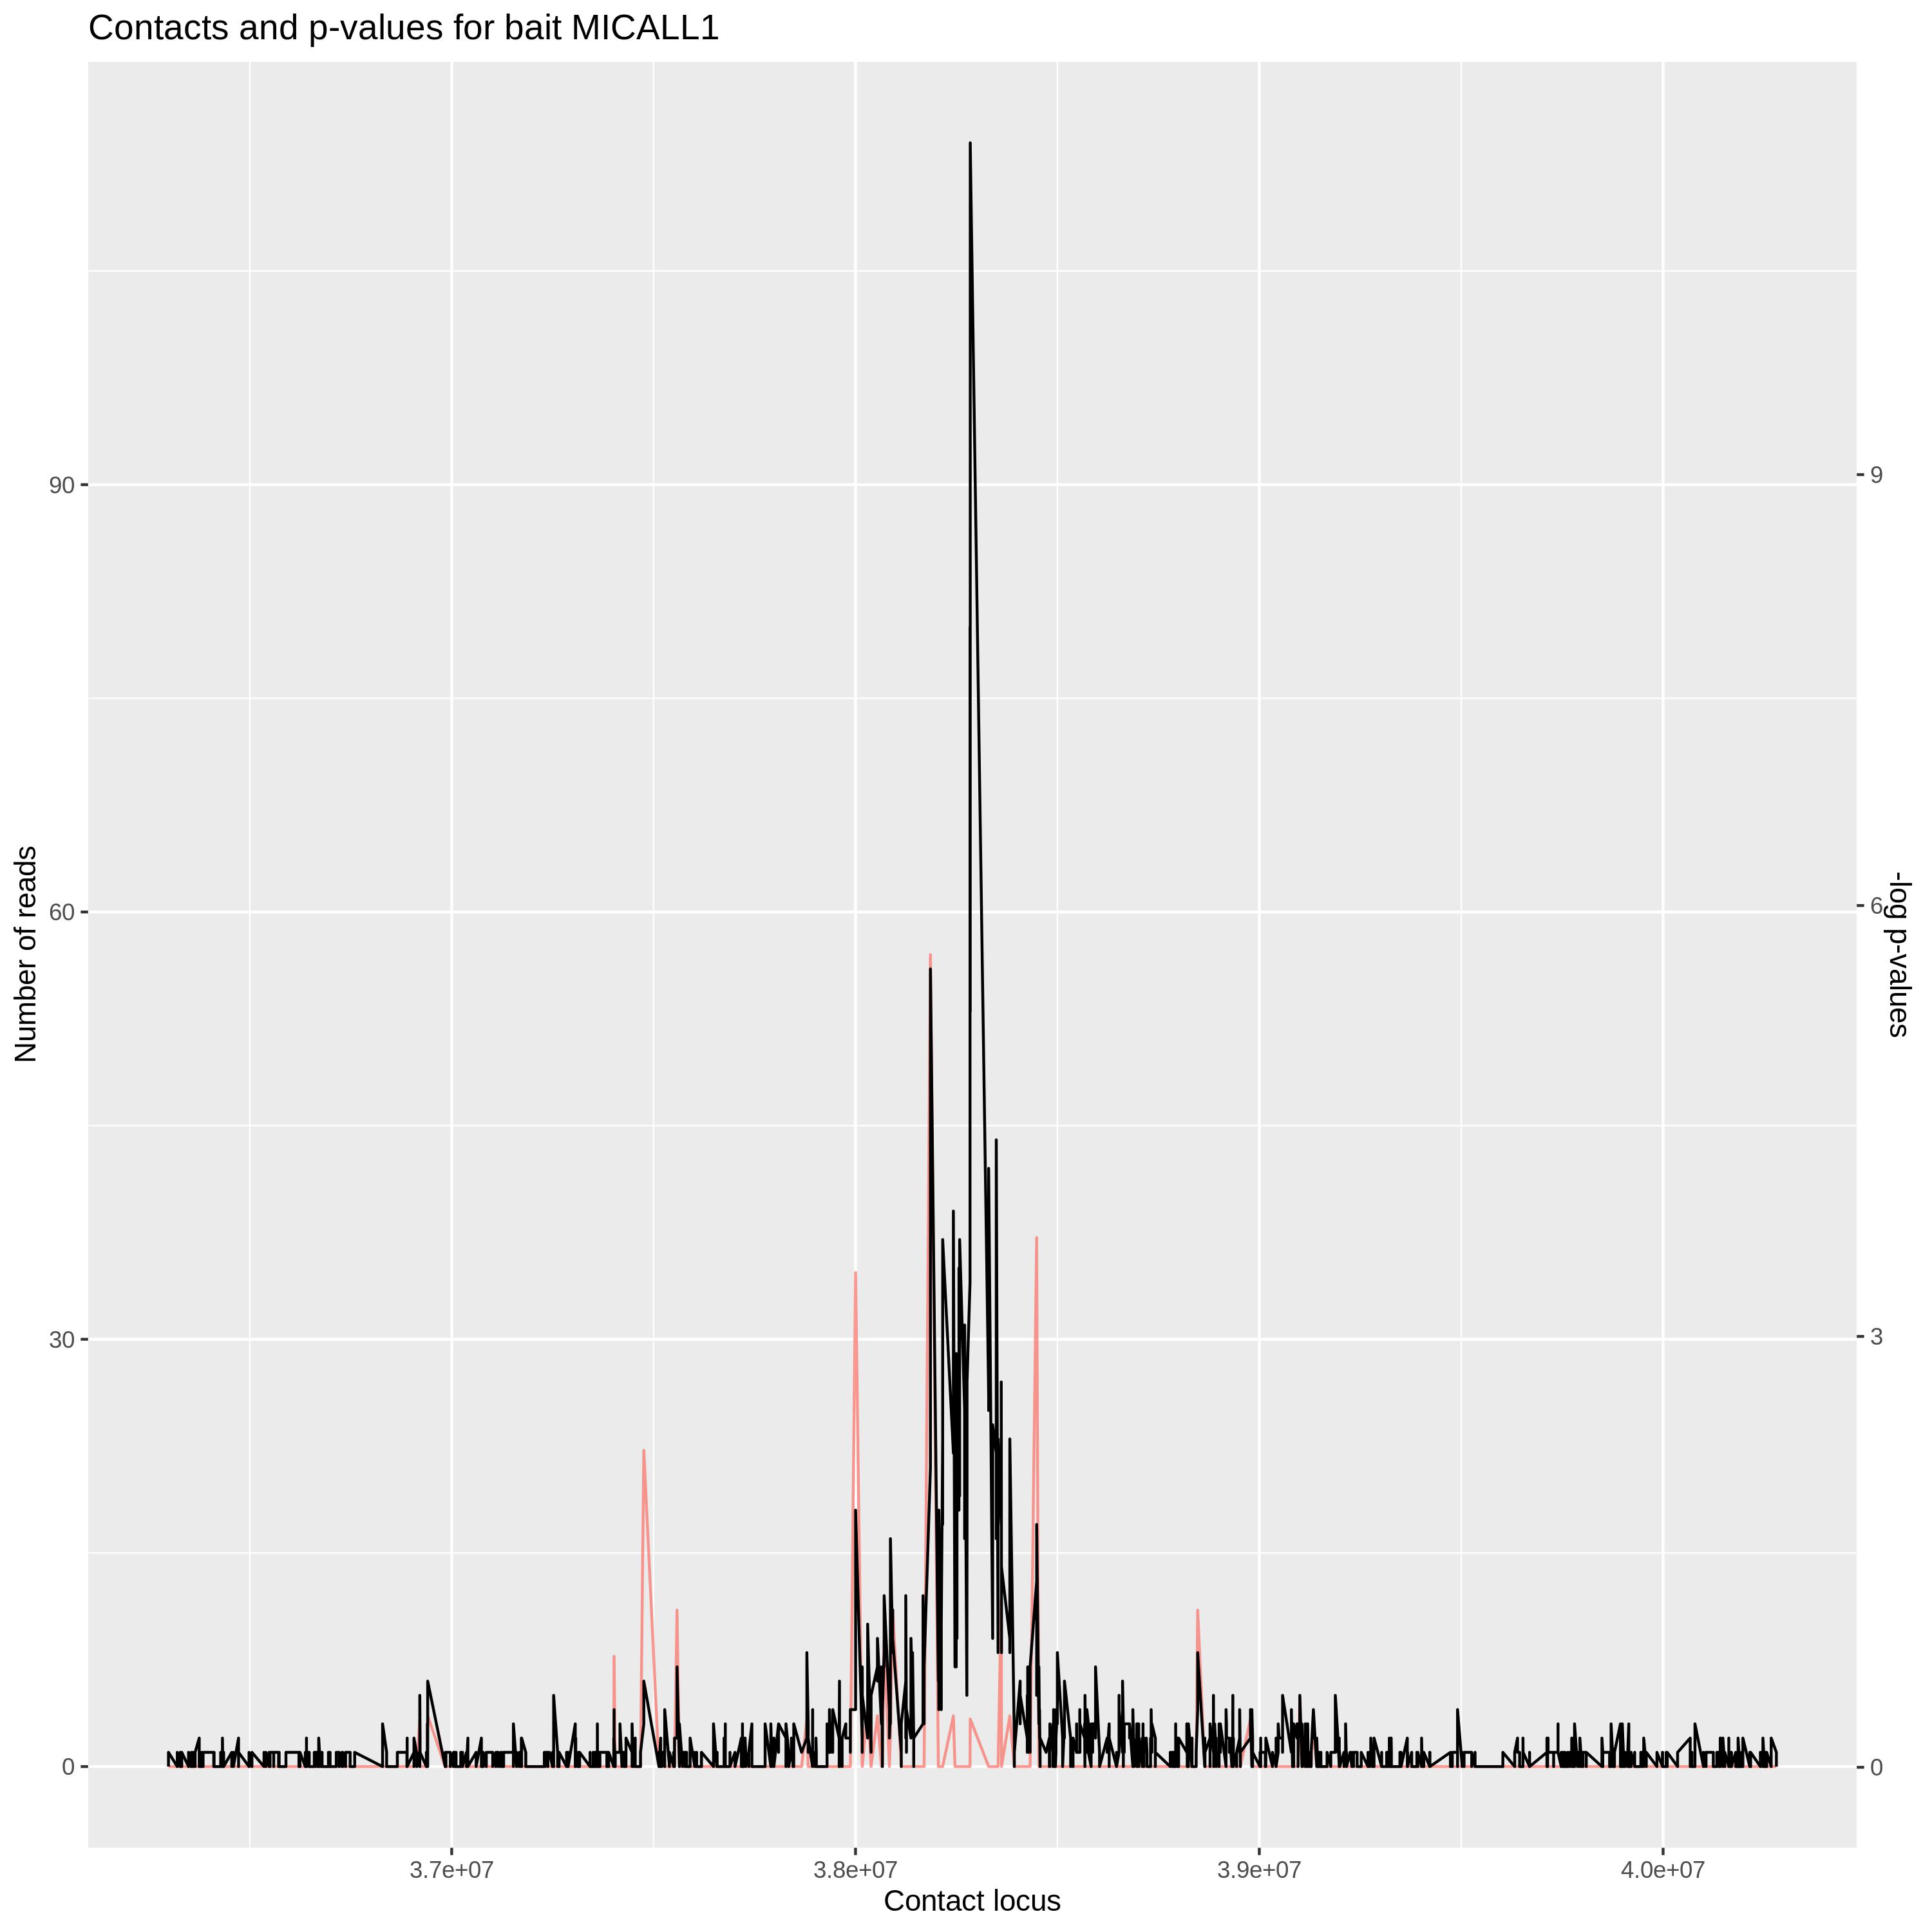 Contacts and p-values for bait MICALL1
Number of reads
90
60
30
0
9
6
3
0
-log p-values
3.7e+07
3.8e+07
3.9e+07
4.0e+07
Contact locus